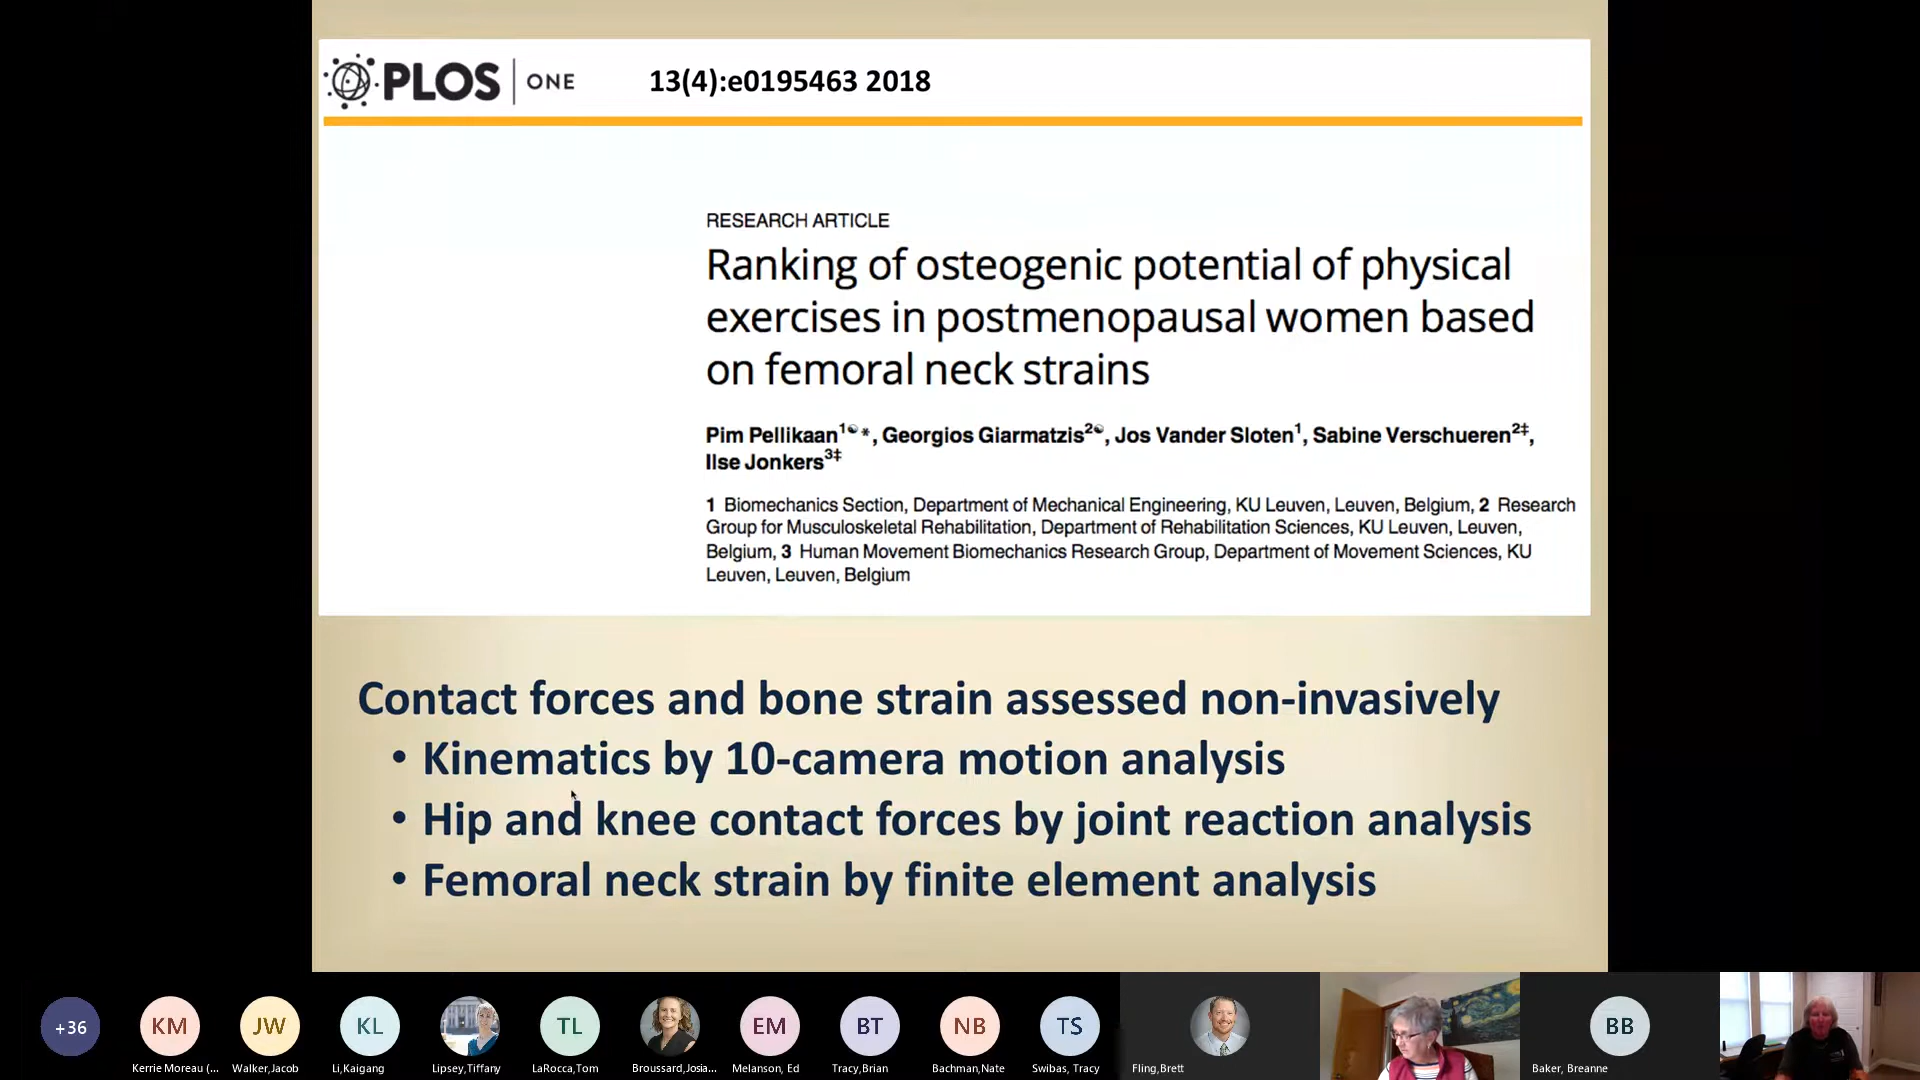 PLOS | ONE 13(4):e0195463 2018
RESEARCH ARTICLE
Ranking of osteogenic potential of physical
exercises in postmenopausal women based
on femoral neck strains
Pim Pellikaan1☯*, Georgios Giarmatzis2☯, Jos Vander Sloten1, Sabine Verschueren2‡,
Ilse Jonkers3‡
1 Biomechanics Section, Department of Mechanical Engineering, KU Leuven, Leuven, Belgium, 2 Research
Group for Musculoskeletal Rehabilitation, Department of Rehabilitation Sciences, KU Leuven, Leuven,
Belgium, 3 Human Movement Biomechanics Research Group, Department of Movement Sciences, KU
Leuven, Leuven, Belgium
Contact forces and bone strain assessed non-invasively
• Kinematics by 10-camera motion analysis
• Hip and knee contact forces by joint reaction analysis
• Femoral neck strain by finite element analysis
+36 KM JW KL TL EM BT NB TS BB
Kerrie Moreau (... Walker,Jacob Li,Kaigang Lipsey,Tiffany LaRocca,Tom Broussard,Josia... Melanson, Ed Tracy,Brian Bachman,Nate Swibas, Tracy Fling,Brett Baker, Breanne